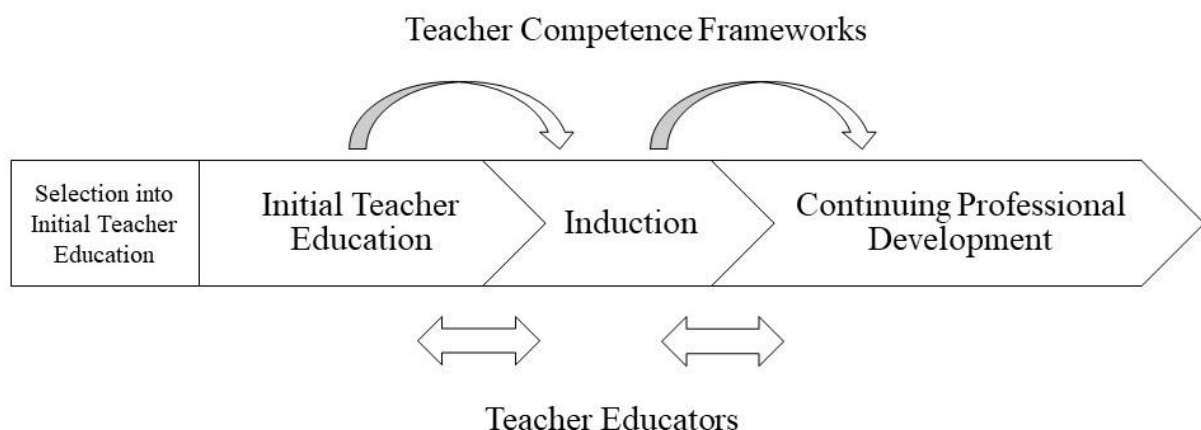 Teacher Competence Frameworks
Selection into
Initial Teacher
Education
Initial Teacher
Education
Induction
Continuing Professional
Development
Teacher Educators